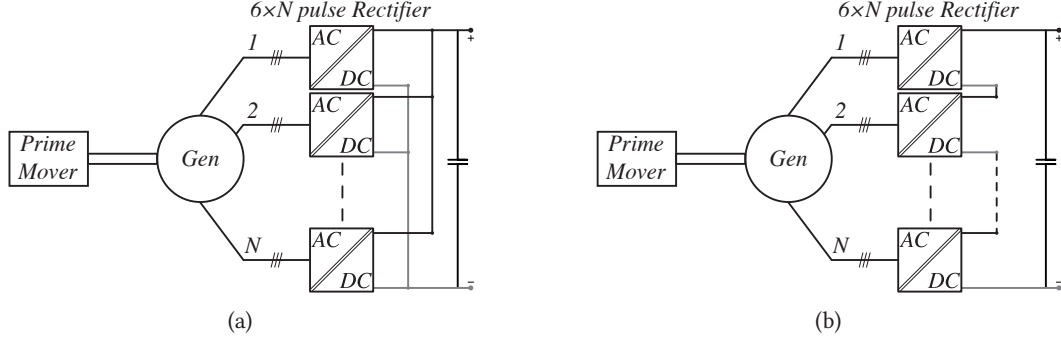 6×N pulse Rectifier
1
AC
DC
+
2
AC
DC
Prime
Mover
Gen
N
AC
DC
−
(a)
6×N pulse Rectifier
1
AC
DC
+
2
AC
DC
Prime
Mover
Gen
N
AC
DC
−
(b)